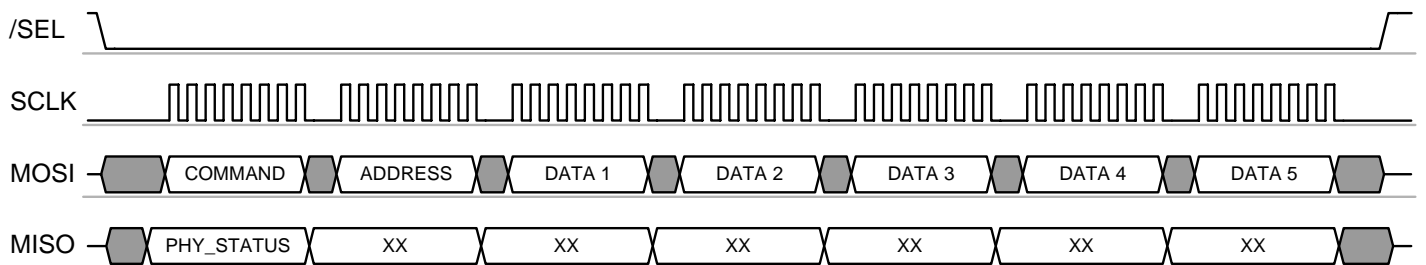 /SEL
SCLK
MOSI COMMAND ADDRESS DATA 1 DATA 2 DATA 3 DATA 4 DATA 5
MISO PHY_STATUS XX XX XX XX XX XX